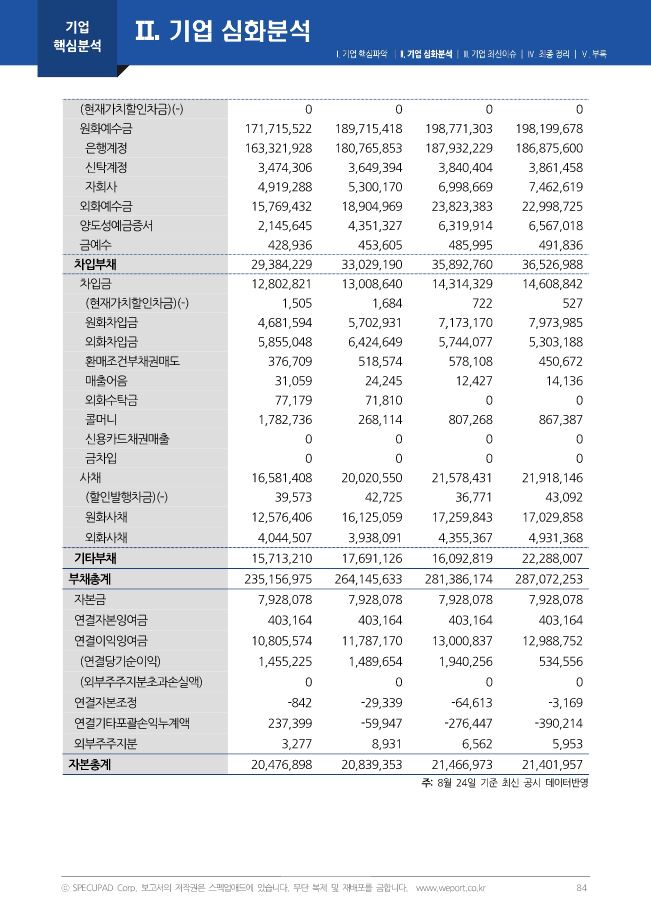 기업
핵심분석
Ⅱ. 기업 심화분석
Ⅰ. 기업 핵심파악 | Ⅱ. 기업 심화분석 | Ⅲ. 기업 최신이슈 | Ⅳ. 최종 정리 | Ⅴ. 부록
(현재가치할인차금)(-) 0 0 0 0
원화예수금 171,715,522 189,715,418 198,771,303 198,199,678
은행계정 163,321,928 180,765,853 187,932,229 186,875,600
신탁계정 3,474,306 3,649,394 3,840,404 3,861,458
자회사 4,919,288 5,300,170 6,998,669 7,462,619
외화예수금 15,769,432 18,904,969 23,823,383 22,998,725
양도성예금증서 2,145,645 4,351,327 6,319,914 6,567,018
금예수 428,936 453,605 485,995 491,836
차입부채 29,384,229 33,029,190 35,892,760 36,526,988
차입금 12,802,821 13,008,640 14,314,329 14,608,842
(현재가치할인차금)(-) 1,505 1,684 722 527
원화차입금 4,681,594 5,702,931 7,173,170 7,973,985
외화차입금 5,855,048 6,424,649 5,744,077 5,303,188
환매조건부채권매도 376,709 518,574 578,108 450,672
매출어음 31,059 24,245 12,427 14,136
외화수탁금 77,179 71,810 0 0
콜머니 1,782,736 268,114 807,268 867,387
신용카드채권매출 0 0 0 0
금차입 0 0 0 0
사채 16,581,408 20,020,550 21,578,431 21,918,146
(할인발행차금)(-) 39,573 42,725 36,771 43,092
원화사채 12,576,406 16,125,059 17,259,843 17,029,858
외화사채 4,044,507 3,938,091 4,355,367 4,931,368
기타부채 15,713,210 17,691,126 16,092,819 22,288,007
부채총계 235,156,975 264,145,633 281,386,174 287,072,253
자본금 7,928,078 7,928,078 7,928,078 7,928,078
연결자본잉여금 403,164 403,164 403,164 403,164
연결이익잉여금 10,805,574 11,787,170 13,000,837 12,988,752
(연결당기순이익) 1,455,225 1,489,654 1,940,256 534,556
(외부주주지분초과손실액) 0 0 0 0
연결자본조정 -842 -29,339 -64,613 -3,169
연결기타포괄손익누계액 237,399 -59,947 -276,447 -390,214
외부주주지분 3,277 8,931 6,562 5,953
자본총계 20,476,898 20,839,353 21,466,973 21,401,957
주: 8월 24일 기준 최신 공시 데이터반영
ⓒ SPECUPAD Corp. 보고서의 저작권은 스펙업애드에 있습니다. 무단 복제 및 재배포를 금합니다. www.weport.co.kr 84